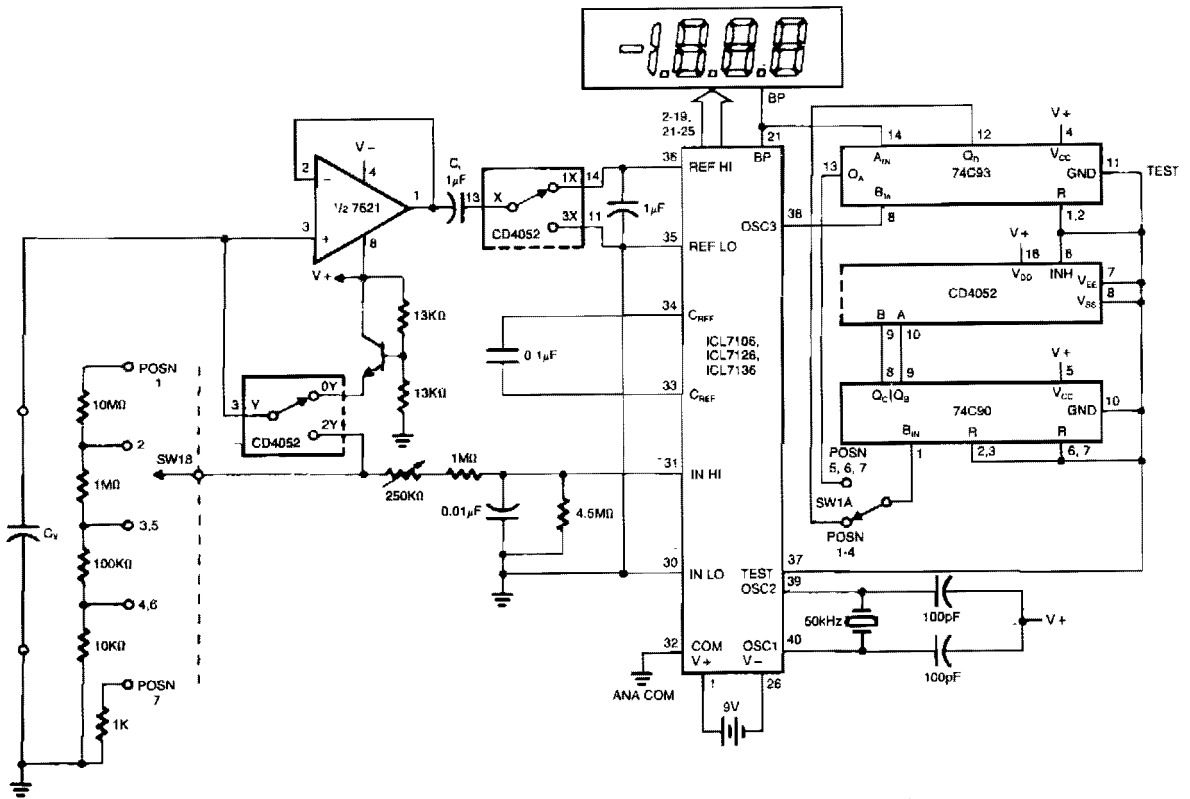 -1.8.8.8
BP
2-19,
21-25
21
BP
14
12
V+
4
13
QA
AIN
QD
VCC
GND
11
TEST
74C93
BIN
R
8
1,2
V-
4
2
-
½ 7621
1
3
+
8
V+
C1
1µF
13
X
1X
14
3X
11
CD4052
1µF
36
REF HI
35
REF LO
OSC3
38
V+
16
6
VDD
INH
VEE
7
VSS
8
CD4052
B
A
9
10
34
CREF
0.1µF
33
CREF
ICL7106,
ICL7126,
ICL7136
13KΩ
13KΩ
3
Y
0Y
2Y
CD4052
8
9
V+
5
QC
QB
VCC
GND
10
74C90
BIN
R
R
1
2,3
6, 7
POSN
5, 6, 7
SW1A
POSN
1-4
POSN
1
10MΩ
2
SW1B
1MΩ
3,5
100KΩ
4,6
10KΩ
POSN
7
1K
CX
250KΩ
1MΩ
0.01µF
4.5MΩ
31
IN HI
30
IN LO
TEST
37
OSC2
39
50kHz
100pF
V+
100pF
32
COM
V+
OSC1
V-
40
ANA COM
1
26
9V